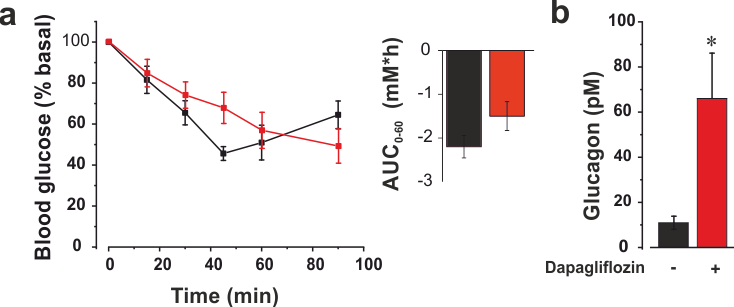 a
Blood glucose (% basal)
100
80
60
40
20
0
0 20 40 60 80 100
Time (min)
AUC0-60 (mM*h)
0
-1
-2
-3
b
Glucagon (pM)
100
80
60
40
20
0
*
Dapagliflozin - +